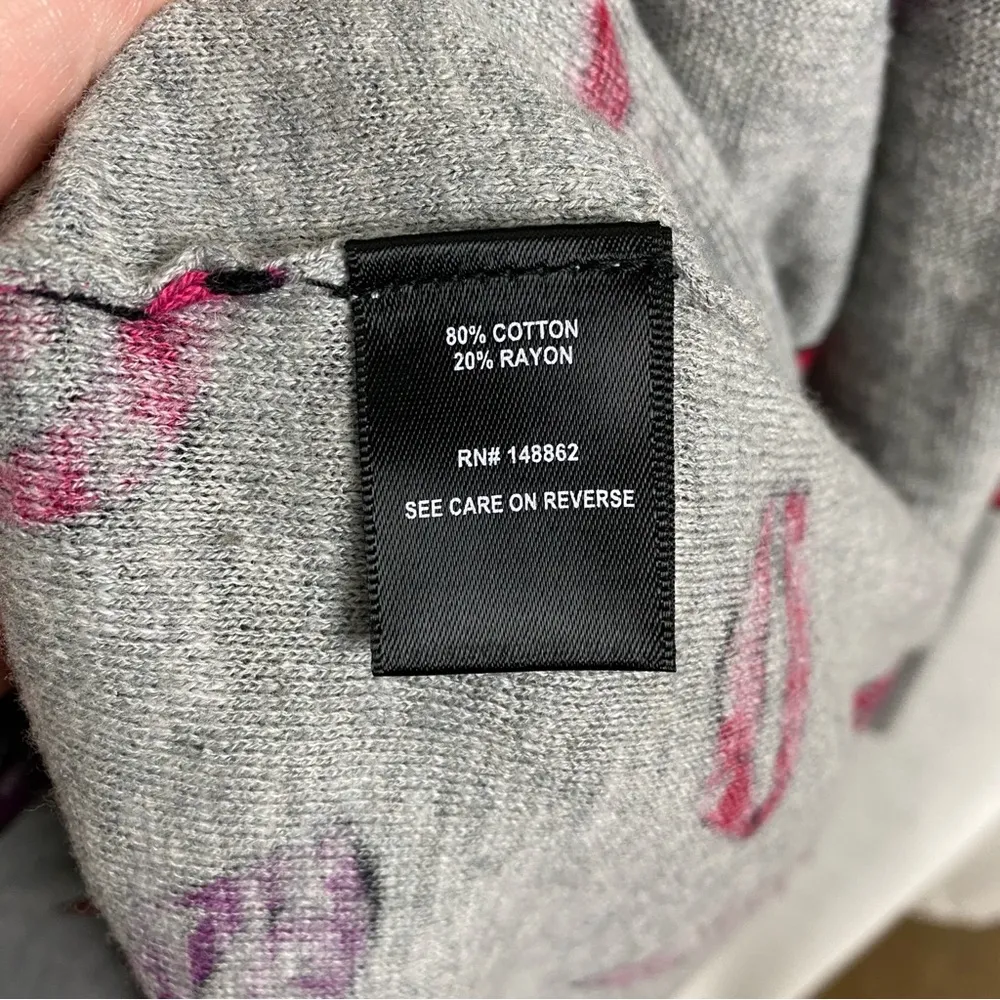 80% COTTON
20% RAYON
RN# 148862
SEE CARE ON REVERSE